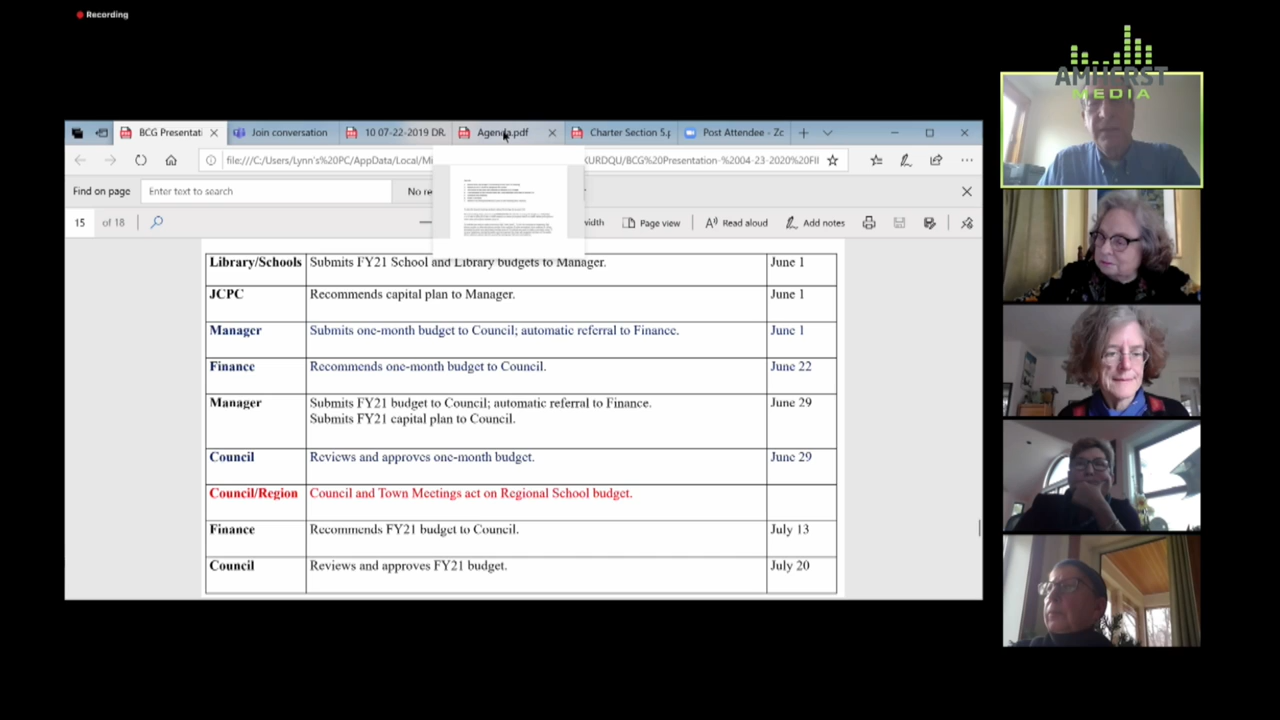 Recording
AMHERST
MEDIA
BCG Presentati
Join conversation
10 07-22-2019 DR.
Agenda.pdf
Charter Section 5.p
Post Attendee - Zc
file:///C:/Users/Lynn's%20PC/AppData/Local/Mi
KURDQU/BCG%20Presentation-%2004-23-2020%20FII
Find on page
Enter text to search
No re
15 of 18
width
Page view
Read aloud
Add notes
Library/Schools Submits FY21 School and Library budgets to Manager. June 1
JCPC Recommends capital plan to Manager. June 1
Manager Submits one-month budget to Council; automatic referral to Finance. June 1
Finance Recommends one-month budget to Council. June 22
Manager Submits FY21 budget to Council; automatic referral to Finance. June 29
Submits FY21 capital plan to Council.
Council Reviews and approves one-month budget. June 29
Council/Region Council and Town Meetings act on Regional School budget.
Finance Recommends FY21 budget to Council. July 13
Council Reviews and approves FY21 budget. July 20